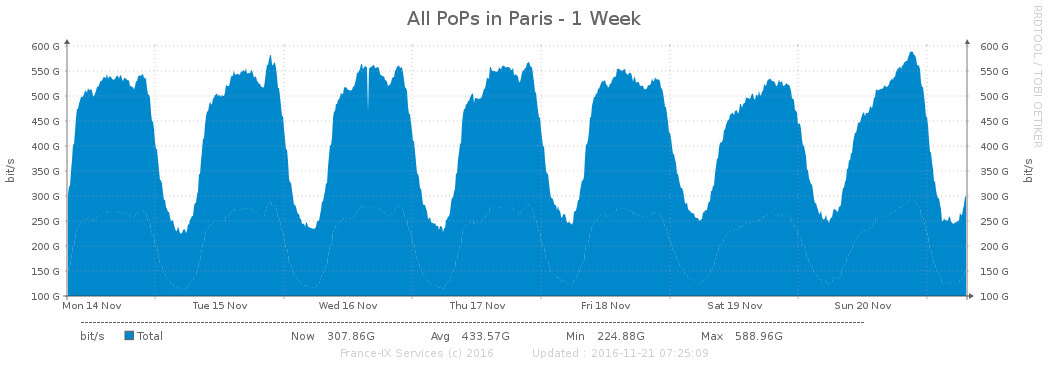 All PoPs in Paris - 1 Week
RRDTOOL / TOBI OETIKER
600 G 600 G
550 G 550 G
500 G 500 G
450 G 450 G
400 G 400 G
350 G 350 G
300 G 300 G
250 G 250 G
200 G 200 G
150 G 150 G
100 G 100 G
bit/s
bit/s
Mon 14 Nov Tue 15 Nov Wed 16 Nov Thu 17 Nov Fri 18 Nov Sat 19 Nov Sun 20 Nov
bit/s Total Now 307.86G Avg 433.57G Min 224.88G Max 588.96G
France-IX Services (c) 2016 Updated : 2016-11-21 07:25:09